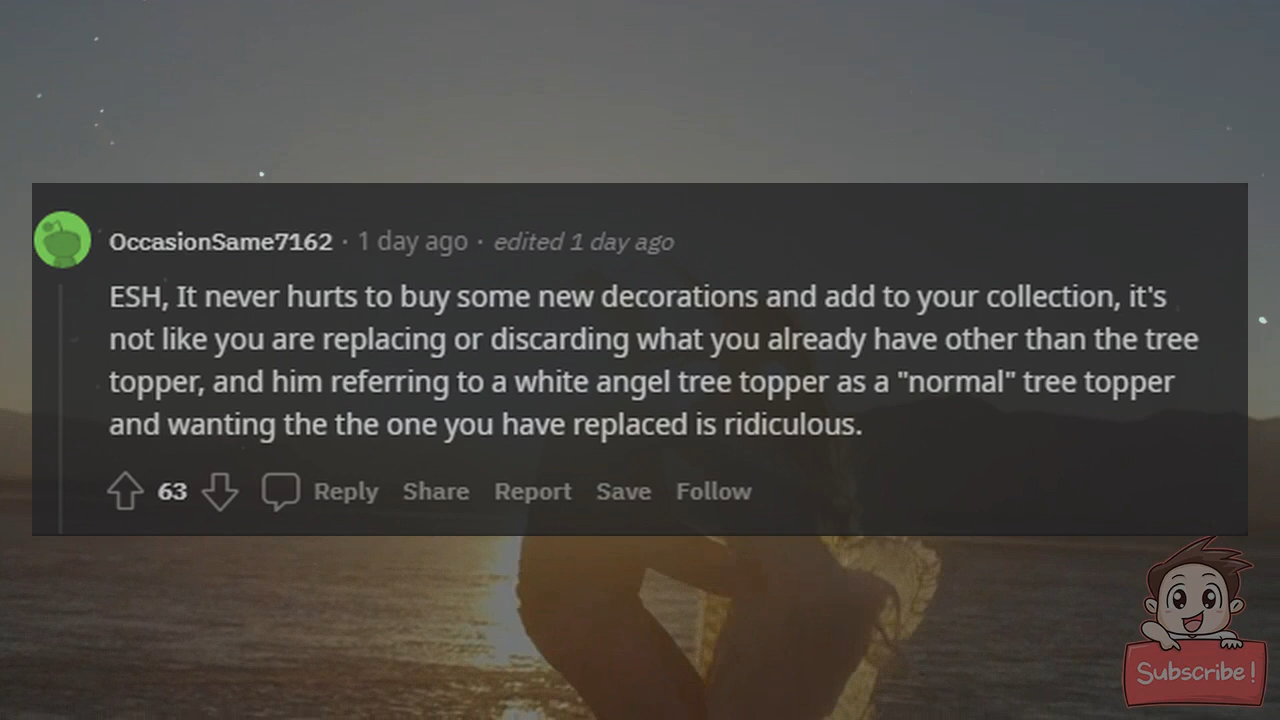 OccasionSame7162 · 1 day ago · edited 1 day ago
ESH, It never hurts to buy some new decorations and add to your collection, it's
not like you are replacing or discarding what you already have other than the tree
topper, and him referring to a white angel tree topper as a "normal" tree topper
and wanting the the one you have replaced is ridiculous.
63 Reply Share Report Save Follow
Subscribe!